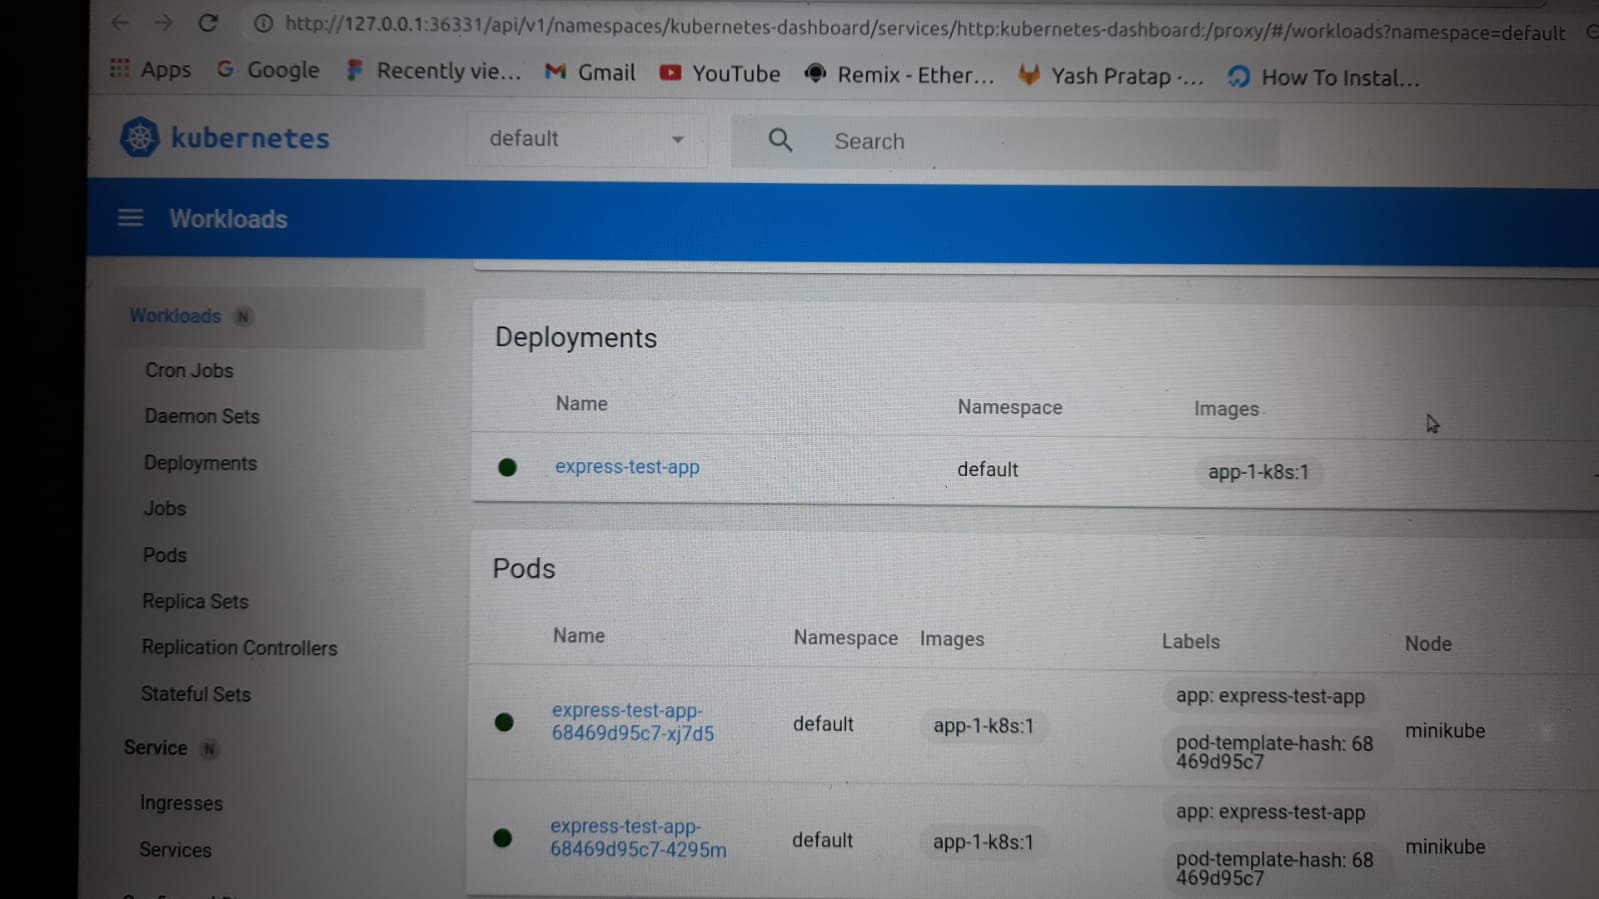 http://127.0.0.1:36331/api/v1/namespaces/kubernetes-dashboard/services/http:kubernetes-dashboard:/proxy/#/workloads?namespace=default
Apps Google Recently vie... Gmail YouTube Remix - Ether... Yash Pratap ·... How To Instal...
kubernetes default Search
Workloads
Workloads N
Cron Jobs
Daemon Sets
Deployments
Jobs
Pods
Replica Sets
Replication Controllers
Stateful Sets
Service N
Ingresses
Services
Deployments
Name Namespace Images
express-test-app default app-1-k8s:1
Pods
Name Namespace Images Labels Node
express-test-app-
68469d95c7-xj7d5
default
app-1-k8s:1
app: express-test-app
pod-template-hash: 68
469d95c7
minikube
express-test-app-
68469d95c7-4295m
default
app-1-k8s:1
app: express-test-app
pod-template-hash: 68
469d95c7
minikube